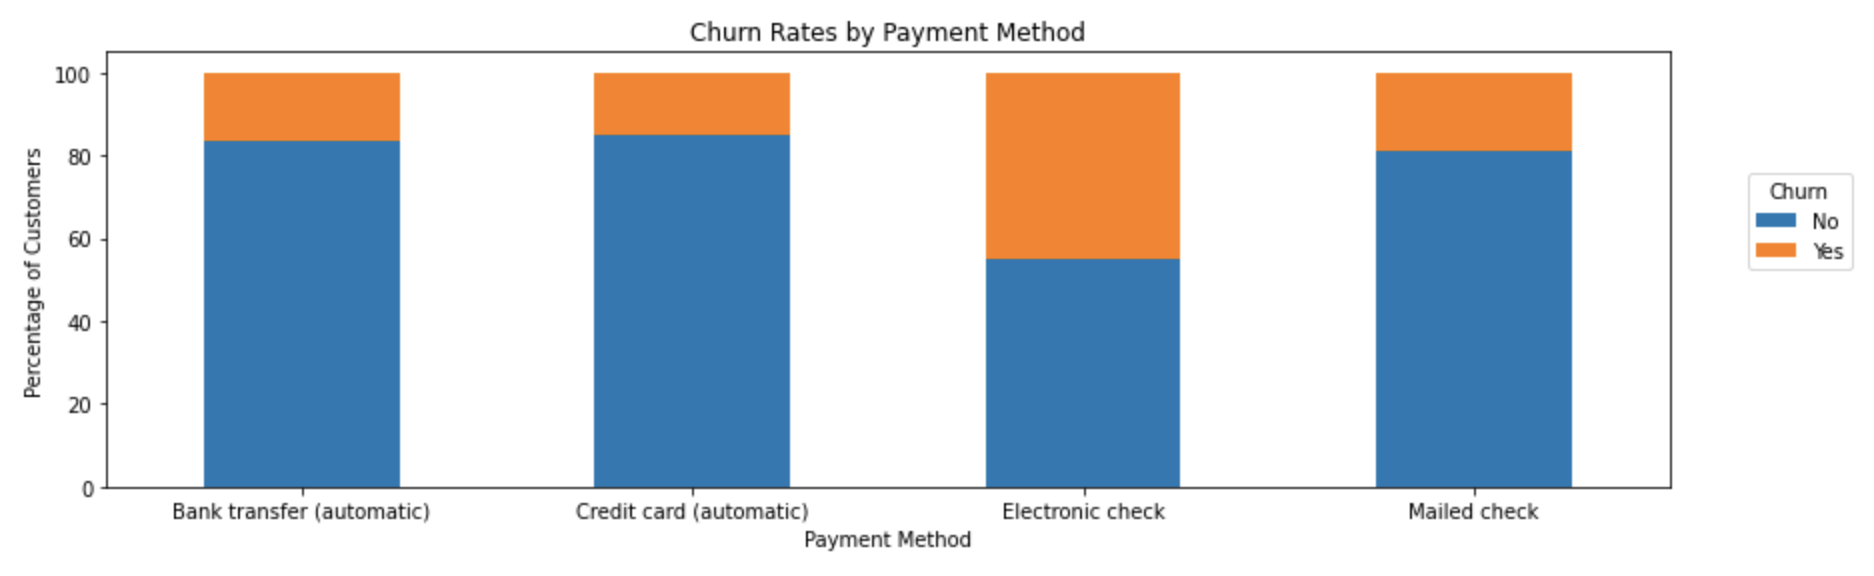 Churn Rates by Payment Method
Percentage of Customers
100
80
60
40
20
0
Bank transfer (automatic)
Credit card (automatic)
Electronic check
Mailed check
Payment Method
Churn
No
Yes